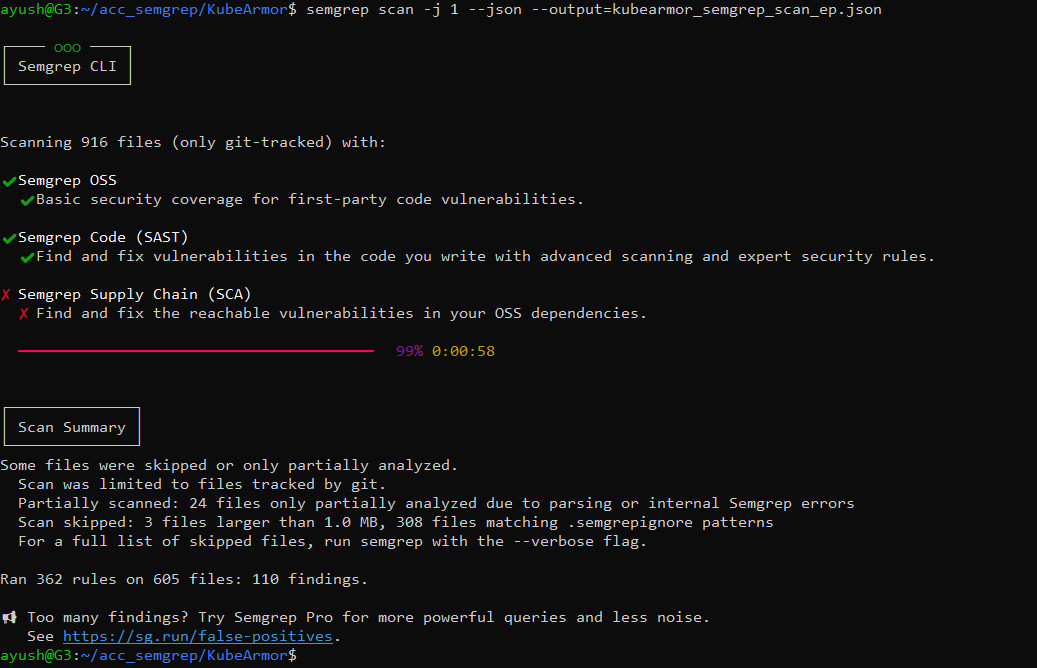 ayush@G3:~/acc_semgrep/KubeArmor$ semgrep scan -j 1 --json --output=kubearmor_semgrep_scan_ep.json
ooo
Semgrep CLI
Scanning 916 files (only git-tracked) with:
✔Semgrep OSS
✔Basic security coverage for first-party code vulnerabilities.
✔Semgrep Code (SAST)
✔Find and fix vulnerabilities in the code you write with advanced scanning and expert security rules.
✘ Semgrep Supply Chain (SCA)
✘ Find and fix the reachable vulnerabilities in your OSS dependencies.
99% 0:00:58
Scan Summary
Some files were skipped or only partially analyzed.
Scan was limited to files tracked by git.
Partially scanned: 24 files only partially analyzed due to parsing or internal Semgrep errors
Scan skipped: 3 files larger than 1.0 MB, 308 files matching .semgrepignore patterns
For a full list of skipped files, run semgrep with the --verbose flag.
Ran 362 rules on 605 files: 110 findings.
📢 Too many findings? Try Semgrep Pro for more powerful queries and less noise.
See https://sg.run/false-positives.
ayush@G3:~/acc_semgrep/KubeArmor$